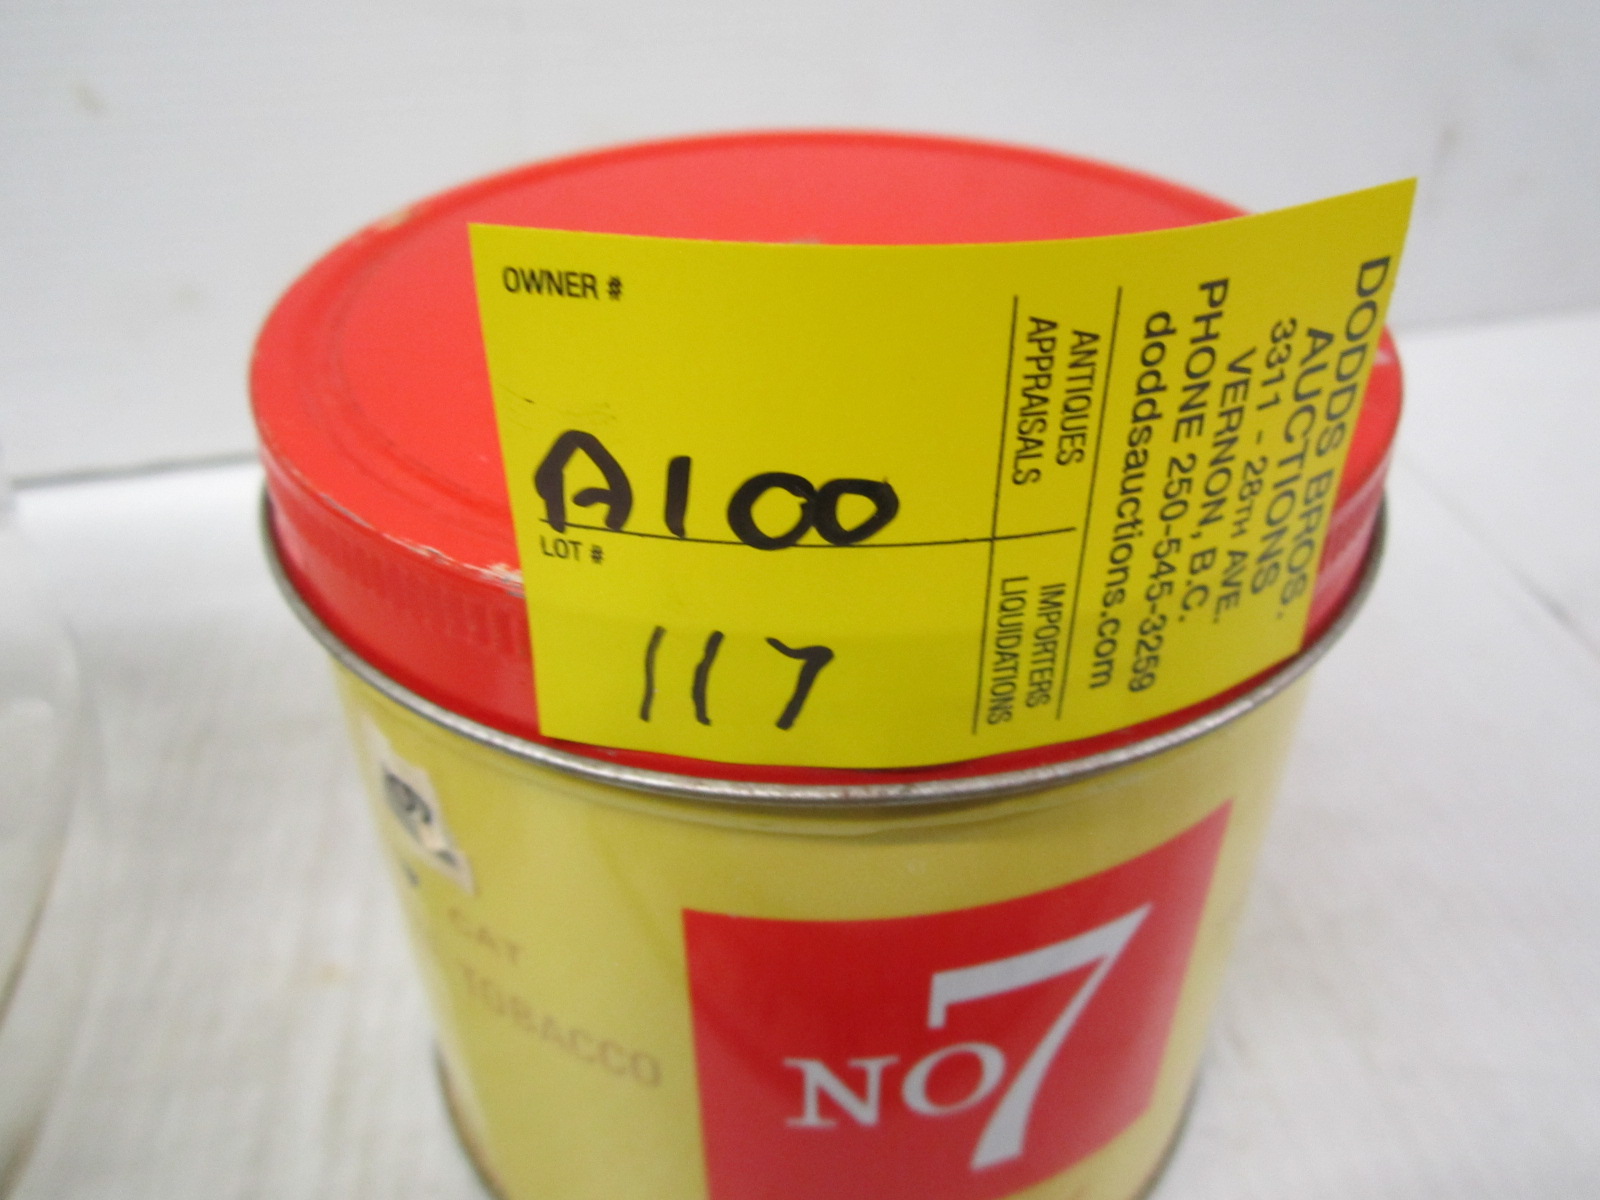 OWNER #
A100
LOT #
117
ANTIQUES
APPRAISALS
IMPORTERS
LIQUIDATIONS
DODDS BROS.
AUCTIONS
3311 - 28TH AVE.
VERNON, B.C.
PHONE 250-545-3259
doddsauctions.com
CAT
TOBACCO
NO7